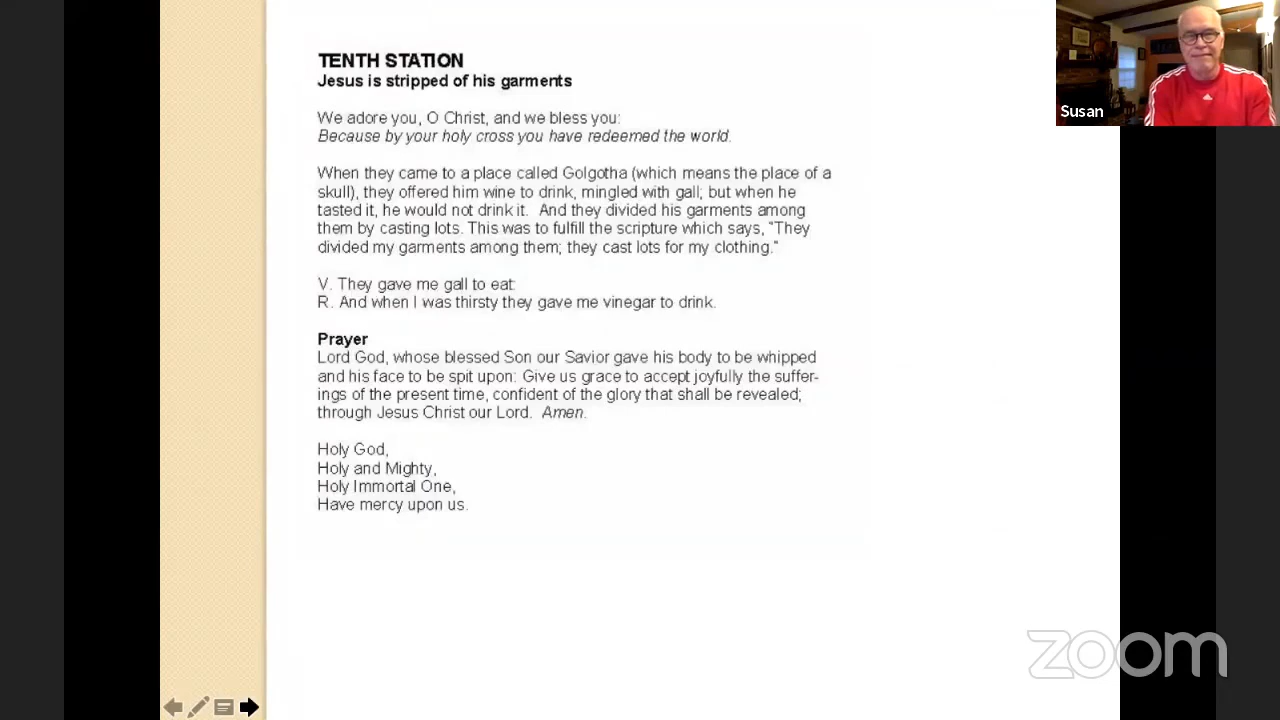 TENTH STATION
Jesus is stripped of his garments
We adore you, O Christ, and we bless you:
Because by your holy cross you have redeemed the world.
When they came to a place called Golgotha (which means the place of a
skull), they offered him wine to drink, mingled with gall; but when he
tasted it, he would not drink it. And they divided his garments among
them by casting lots. This was to fulfill the scripture which says, "They
divided my garments among them; they cast lots for my clothing."
V. They gave me gall to eat:
R. And when I was thirsty they gave me vinegar to drink.
Prayer
Lord God, whose blessed Son our Savior gave his body to be whipped
and his face to be spit upon: Give us grace to accept joyfully the suffer-
ings of the present time, confident of the glory that shall be revealed;
through Jesus Christ our Lord. Amen.
Holy God,
Holy and Mighty,
Holy Immortal One,
Have mercy upon us.
Susan
zoom